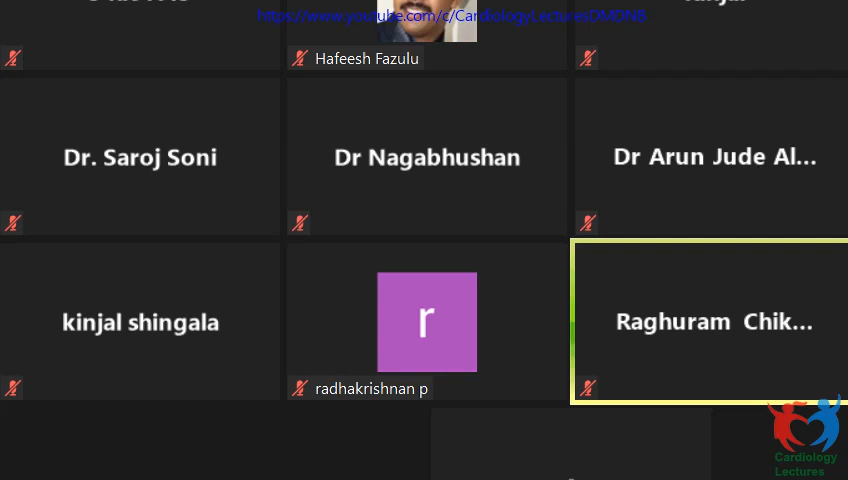 https://www.youtube.com/c/CardiologyLecturesDMDNB
Hafeesh Fazulu
Dr. Saroj Soni
Dr Nagabhushan
Dr Arun Jude Al...
kinjal shingala
r
radhakrishnan p
Raghuram Chik...
Cardiology
Lectures